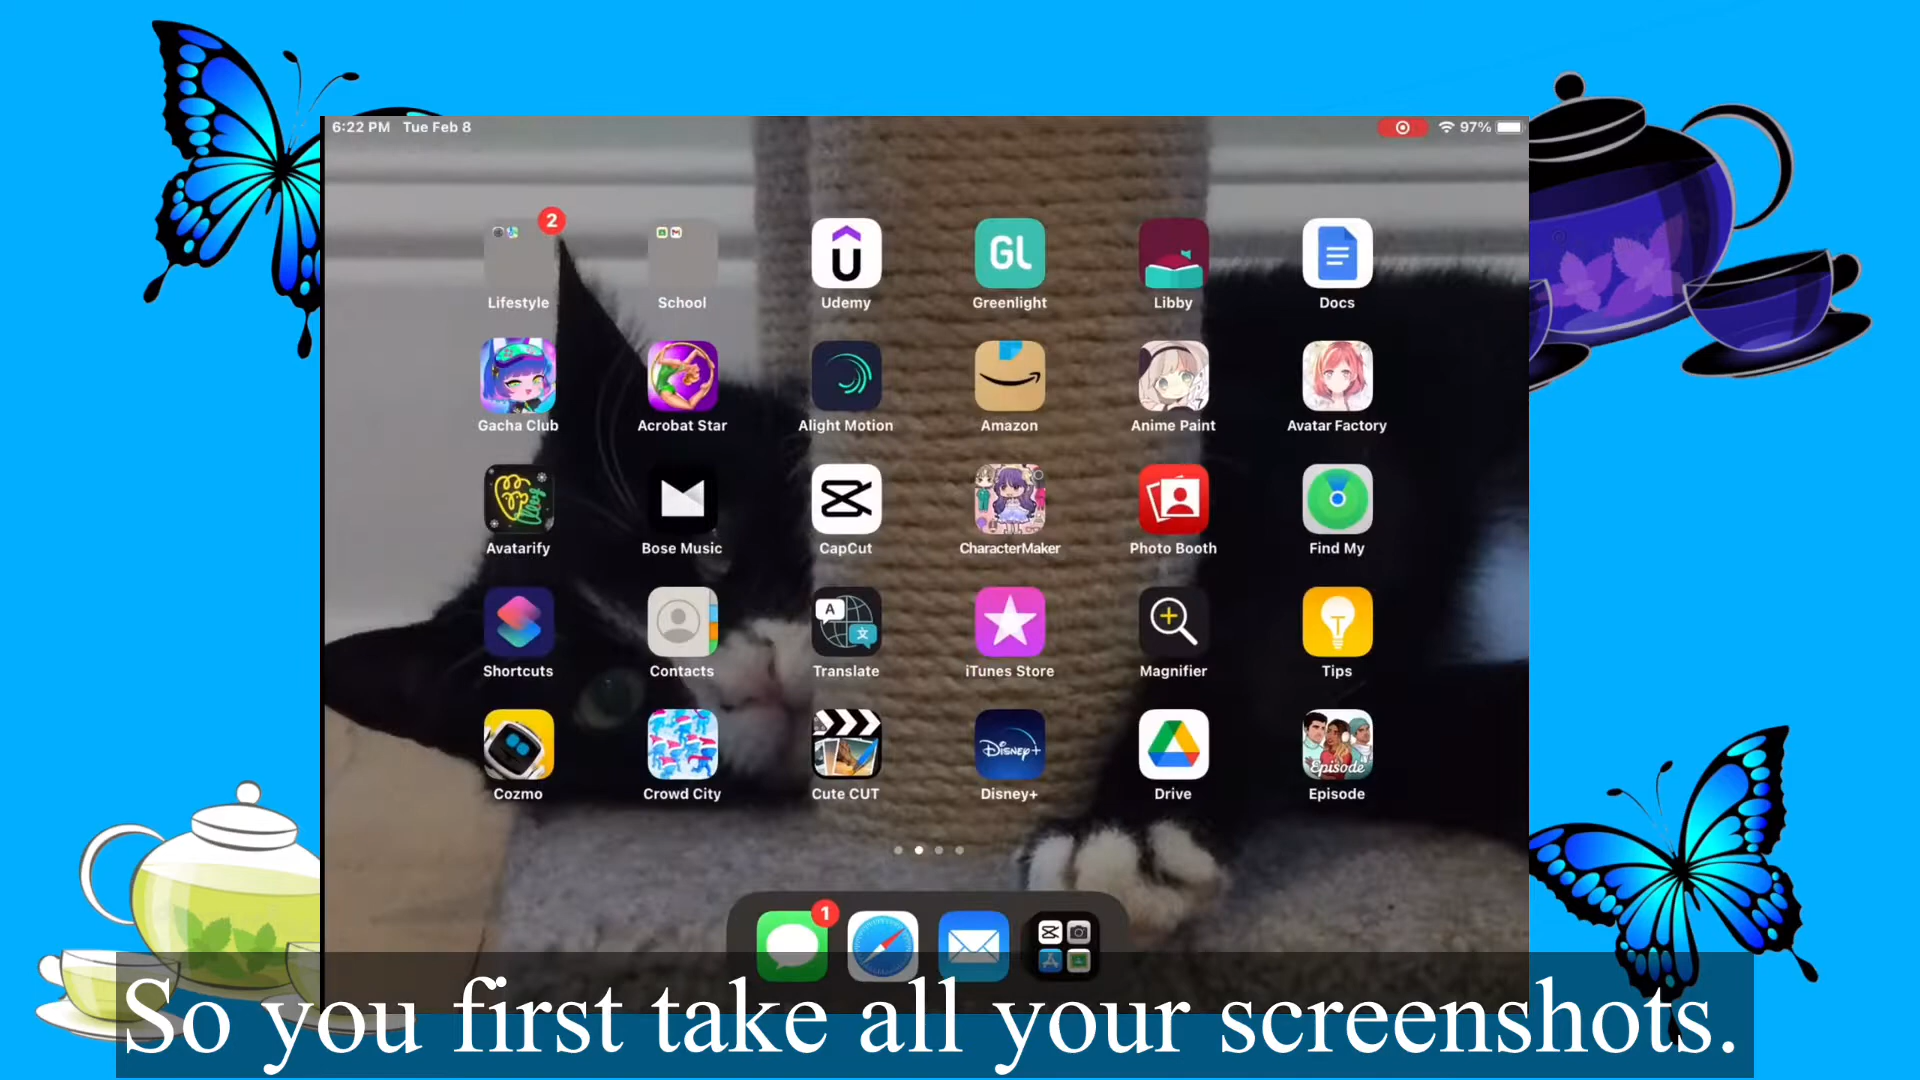 6:22 PM Tue Feb 8
97%
2
Lifestyle
School
Udemy
GL
Greenlight
Libby
Docs
Gacha Club
Acrobat Star
Alight Motion
Amazon
7
Anime Paint
Avatar Factory
Avatarify
Bose Music
CapCut
CharacterMaker
Photo Booth
Find My
Shortcuts
Contacts
A
文
Translate
iTunes Store
Magnifier
T
Tips
Cozmo
Crowd City
Cute CUT
Disney+
Disney+
Drive
Episode
Episode
1
So you first take all your screenshots.